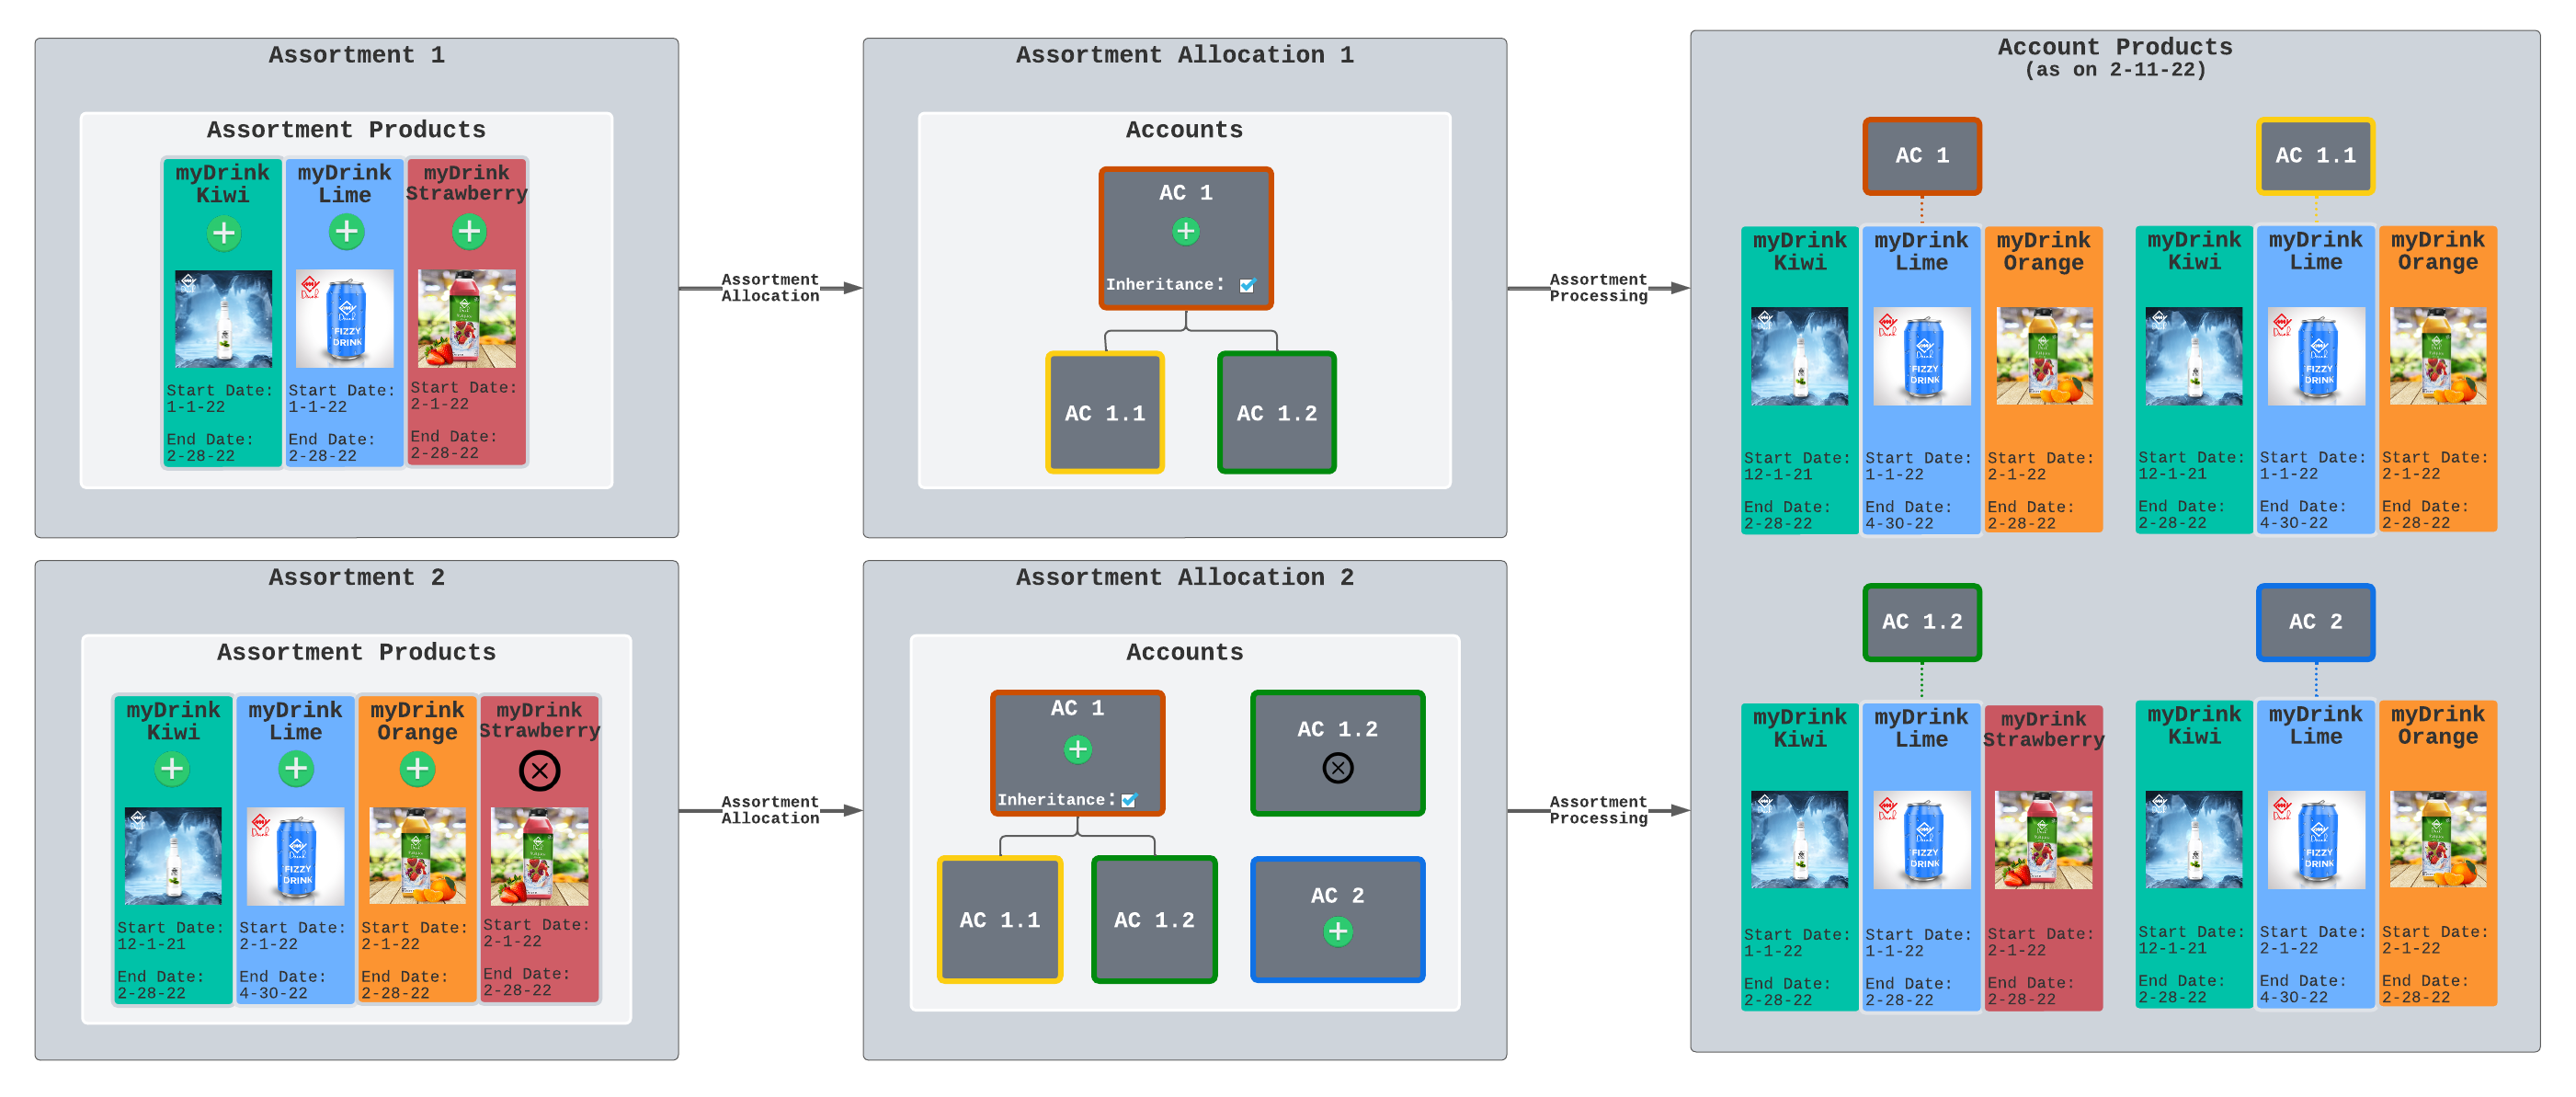 Assortment 1
Assortment Products
myDrink
Kiwi
myDrink
Lime
myDrink
Strawberry
FIZZY
DRINK
Start Date:
1-1-22
End Date:
2-28-22
Start Date:
1-1-22
End Date:
2-28-22
Start Date:
2-1-22
End Date:
2-28-22
Assortment
Allocation
Assortment Allocation 1
Accounts
AC 1
Inheritance:
AC 1.1
AC 1.2
Assortment
Processing
Assortment 2
Assortment Products
myDrink
Kiwi
myDrink
Lime
myDrink
Orange
myDrink
Strawberry
FIZZY
DRINK
Start Date:
12-1-21
End Date:
2-28-22
Start Date:
2-1-22
End Date:
4-30-22
Start Date:
2-1-22
End Date:
2-28-22
Start Date:
2-1-22
End Date:
2-28-22
Assortment
Allocation
Assortment Allocation 2
Accounts
AC 1
Inheritance:
AC 1.1
AC 1.2
AC 1.2
AC 2
Assortment
Processing
Account Products
(as on 2-11-22)
AC 1
myDrink
Kiwi
myDrink
Lime
myDrink
Orange
FIZZY
DRINK
Start Date:
12-1-21
End Date:
2-28-22
Start Date:
1-1-22
End Date:
4-30-22
Start Date:
2-1-22
End Date:
2-28-22
AC 1.1
myDrink
Kiwi
myDrink
Lime
myDrink
Orange
FIZZY
DRINK
Start Date:
12-1-21
End Date:
2-28-22
Start Date:
1-1-22
End Date:
4-30-22
Start Date:
2-1-22
End Date:
2-28-22
AC 1.2
myDrink
Kiwi
myDrink
Lime
myDrink
Strawberry
FIZZY
DRINK
Start Date:
1-1-22
End Date:
2-28-22
Start Date:
1-1-22
End Date:
2-28-22
Start Date:
2-1-22
End Date:
2-28-22
AC 2
myDrink
Kiwi
myDrink
Lime
myDrink
Orange
FIZZY
DRINK
Start Date:
12-1-21
End Date:
2-28-22
Start Date:
2-1-22
End Date:
4-30-22
Start Date:
2-1-22
End Date:
2-28-22